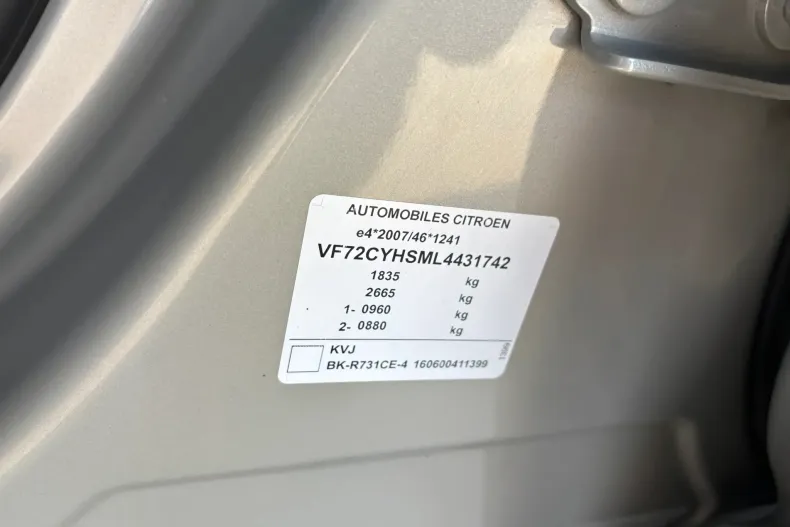 AUTOMOBILES CITROEN
e4*2007/46*1241
VF72CYHSML4431742
1835 kg
2665 kg
1- 0960 kg
2- 0880 kg
KVJ
BK-R731CE-4 160600411399